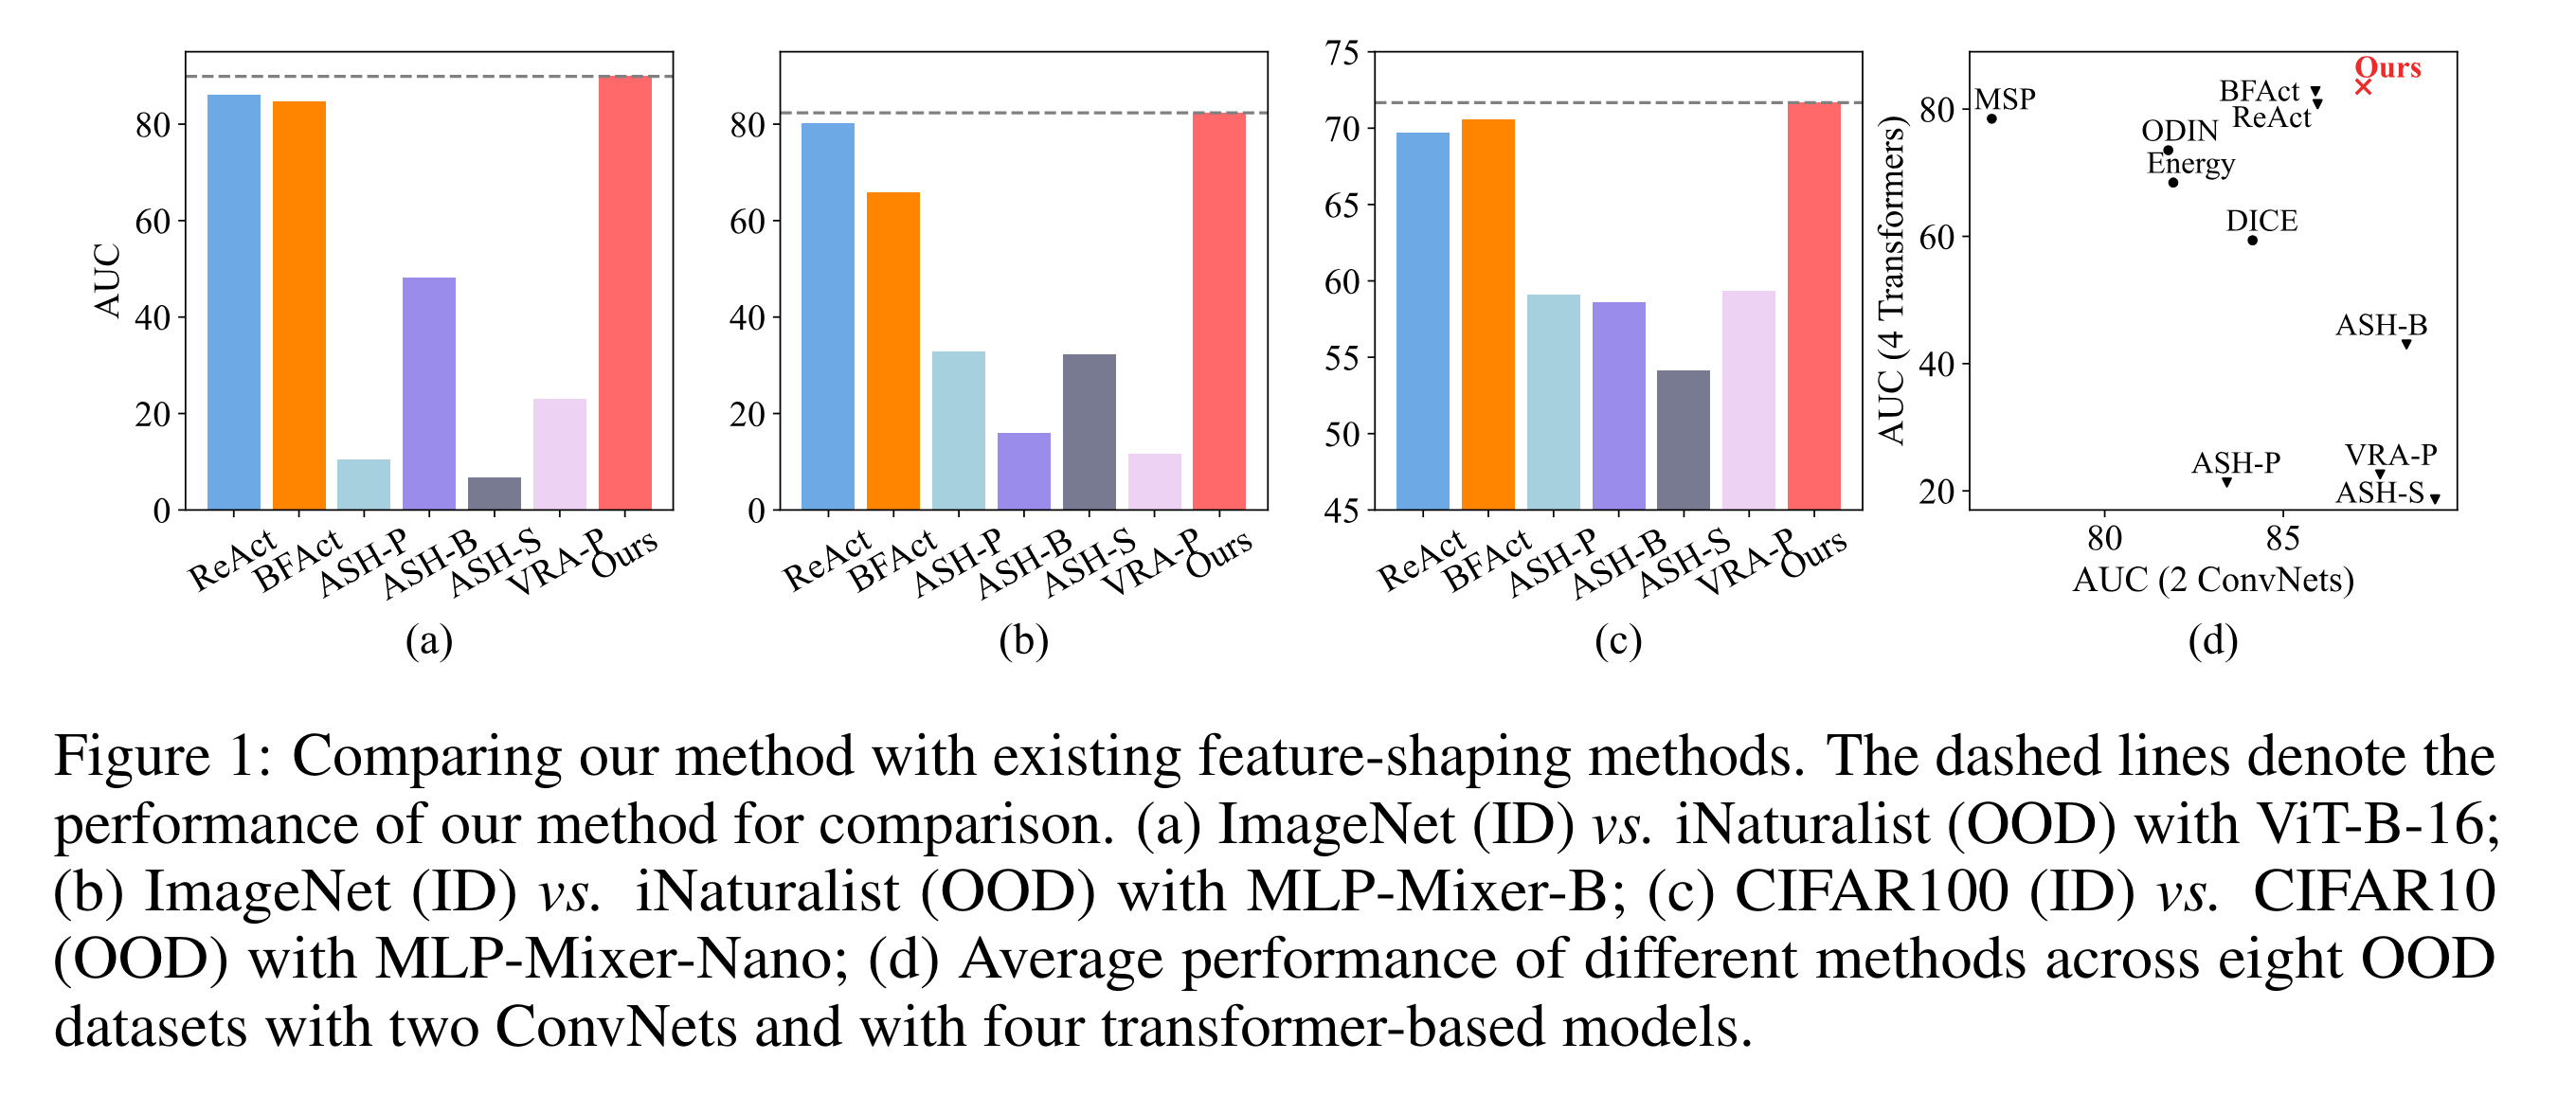 AUC
80
60
40
20
0
ReAct
BFAct
ASH-P
ASH-B
ASH-S
VRA-P
Ours
(a)
80
60
40
20
0
ReAct
BFAct
ASH-P
ASH-B
ASH-S
VRA-P
Ours
(b)
75
70
65
60
55
50
45
ReAct
BFAct
ASH-P
ASH-B
ASH-S
VRA-P
Ours
(c)
AUC (4 Transformers)
80
60
40
20
Ours
BFAct
MSP
ReAct
ODIN
Energy
DICE
ASH-B
VRA-P
ASH-P
ASH-S
80
85
AUC (2 ConvNets)
(d)
Figure 1: Comparing our method with existing feature-shaping methods. The dashed lines denote the
performance of our method for comparison. (a) ImageNet (ID) vs. iNaturalist (OOD) with ViT-B-16;
(b) ImageNet (ID) vs. iNaturalist (OOD) with MLP-Mixer-B; (c) CIFAR100 (ID) vs. CIFAR10
(OOD) with MLP-Mixer-Nano; (d) Average performance of different methods across eight OOD
datasets with two ConvNets and with four transformer-based models.